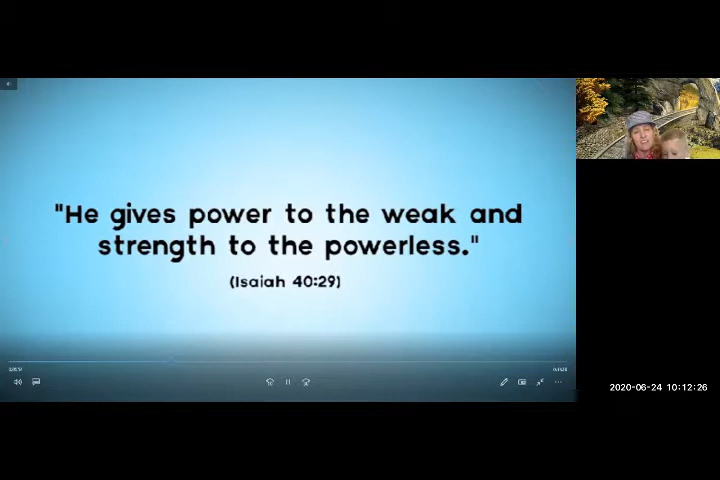 "He gives power to the weak and
strength to the powerless."
(Isaiah 40:29)
2020-06-24 10:12:26